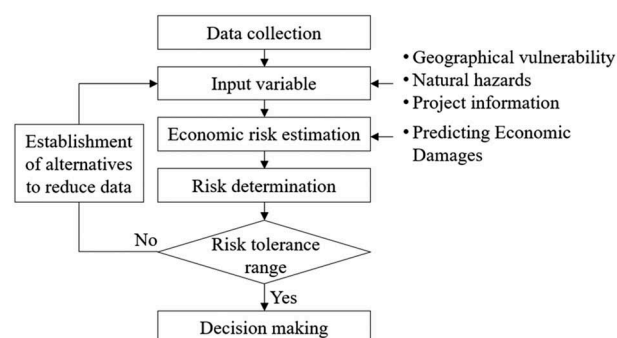 Data collection
Input variable
• Geographical vulnerability
• Natural hazards
• Project information
Economic risk estimation
• Predicting Economic
Damages
Establishment
of alternatives
to reduce data
Risk determination
Risk tolerance
range
No
Yes
Decision making